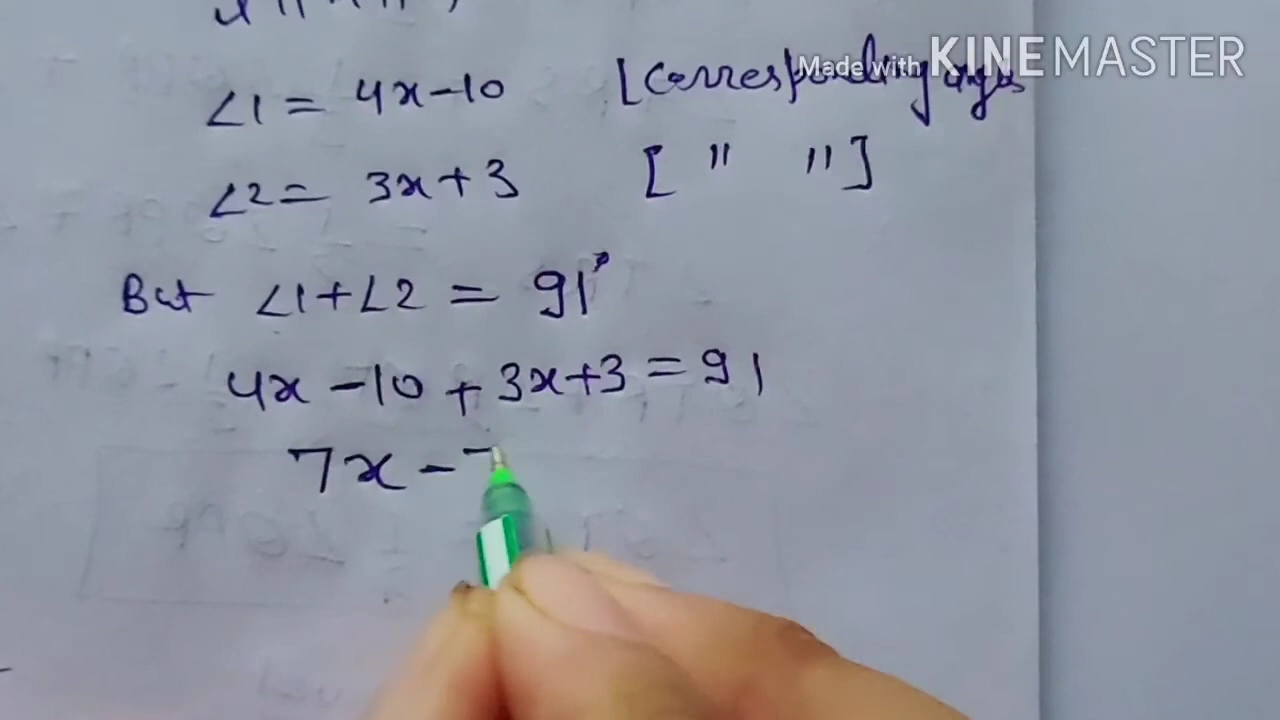 Made with KINEMASTER
∠1 = 4x-10 [Corresponding angles
∠2 = 3x+3 [ " " ]
But ∠1+∠2 = 91°
4x -10 + 3x+3 = 91
7x - 7